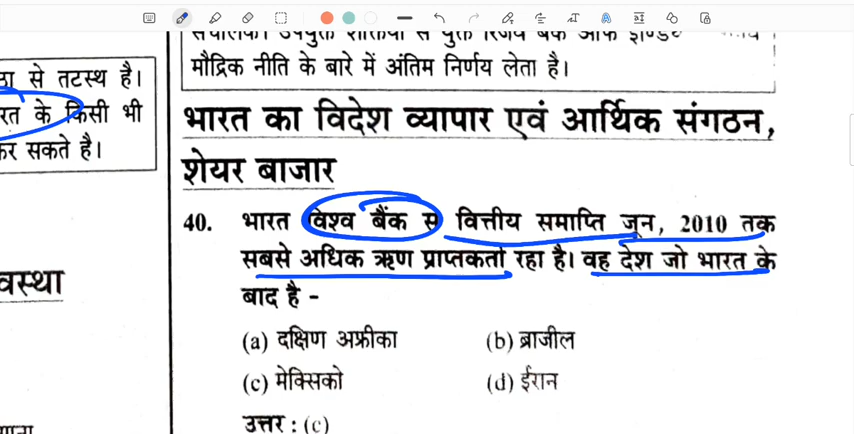 ठा से तटस्थ है।
रत के किसी भी
कर सकते है।
वस्था
मौद्रिक नीति के बारे में अंतिम निर्णय लेता है।
भारत का विदेश व्यापार एवं आर्थिक संगठन,
शेयर बाजार
40. भारत विश्व बैंक से वित्तीय समाप्ति जून, 2010 तक
सबसे अधिक ऋण प्राप्तकर्ता रहा है। वह देश जो भारत के
बाद है -
(a) दक्षिण अफ्रीका (b) ब्राजील
(c) मेक्सिको (d) ईरान
उत्तर : (c)